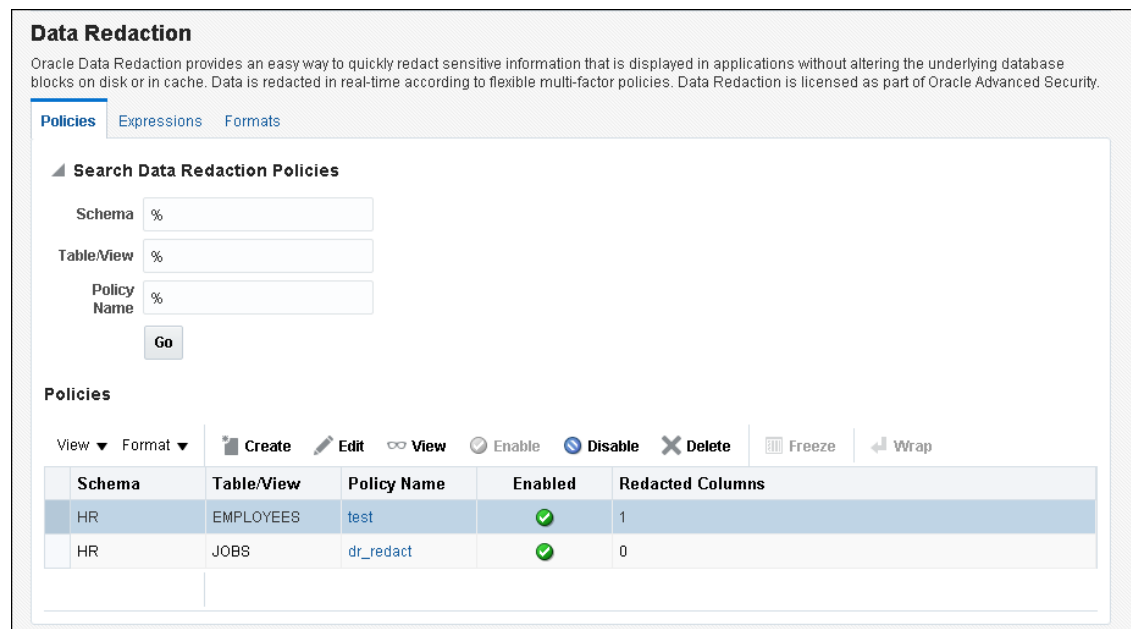 Data Redaction
Oracle Data Redaction provides an easy way to quickly redact sensitive information that is displayed in applications without altering the underlying database
blocks on disk or in cache. Data is redacted in real-time according to flexible multi-factor policies. Data Redaction is licensed as part of Oracle Advanced Security.
Policies Expressions Formats
Search Data Redaction Policies
Schema %
Table/View %
Policy
Name %
Go
Policies
View Format Create Edit View Enable Disable Delete Freeze Wrap
Schema Table/View Policy Name Enabled Redacted Columns
HR EMPLOYEES test 1
HR JOBS dr_redact 0